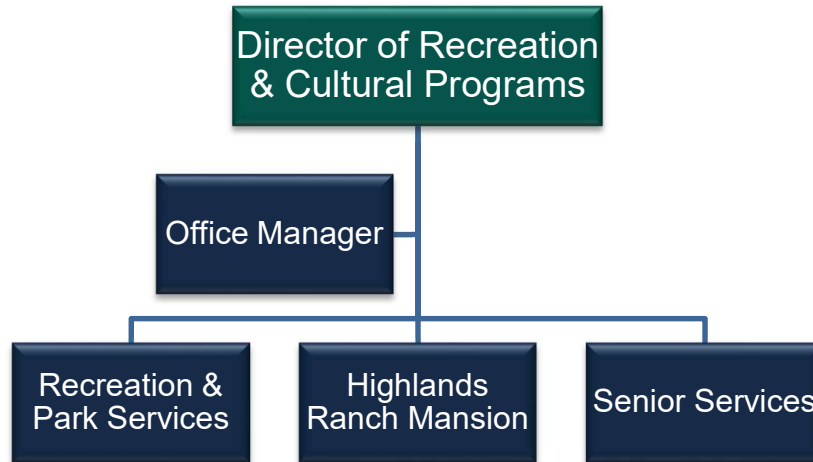 Director of Recreation
& Cultural Programs
Office Manager
Recreation &
Park Services
Highlands
Ranch Mansion
Senior Services